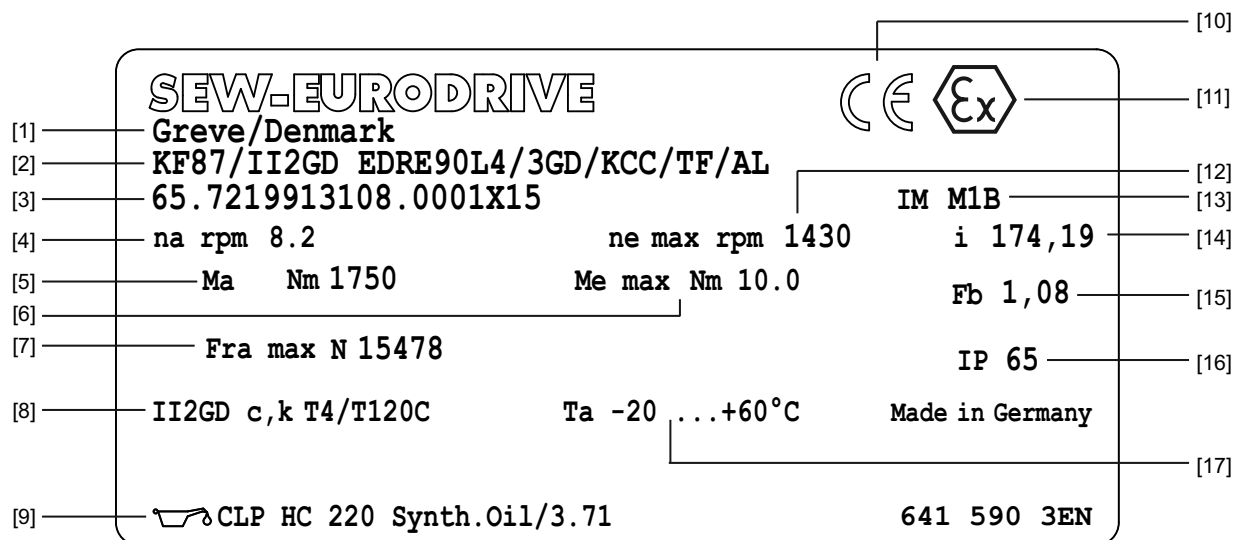 [10]
SEW-EURODRIVE CE Ex [11]
[1] Greve/Denmark
[2] KF87/II2GD EDRE90L4/3GD/KCC/TF/AL
[12]
[3] 65.7219913108.0001X15 IM M1B [13]
[4] na rpm 8.2 ne max rpm 1430 i 174,19 [14]
[5] Ma Nm 1750 Me max Nm 10.0
Fb 1,08 [15]
[6]
[7] Fra max N 15478
IP 65 [16]
[8] II2GD c,k T4/T120C Ta -20 ...+60°C Made in Germany
[17]
[9] CLP HC 220 Synth.Oil/3.71 641 590 3EN